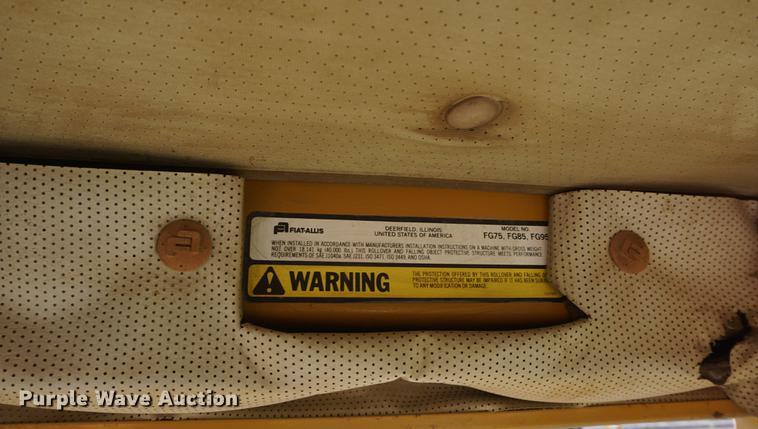 FIAT-ALLIS
DEERFIELD, ILLINOIS
UNITED STATES OF AMERICA
MODEL NO.
FG75, FG85, FG95
WHEN INSTALLED IN ACCORDANCE WITH MANUFACTURERS INSTALLATION INSTRUCTIONS ON A MACHINE WITH GROSS WEIGHT
NOT OVER 18,141 kg (40,000 lbs.) THIS ROLLOVER AND FALLING OBJECT PROTECTIVE STRUCTURE MEETS PERFORMANCE
REQUIREMENTS OF SAE J1040a, SAE J231, ISO 3471, ISO 3449, AND OSHA.
WARNING
THE PROTECTION OFFERED BY THIS ROLLOVER AND FALLING
PROTECTIVE STRUCTURE MAY BE IMPAIRED IF IT HAS BEEN
TO ANY MODIFICATION OR DAMAGE.
Purple Wave Auction